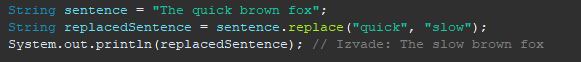 String sentence = "The quick brown fox";
String replacedSentence = sentence.replace("quick", "slow");
System.out.println(replacedSentence); // Izvade: The slow brown fox